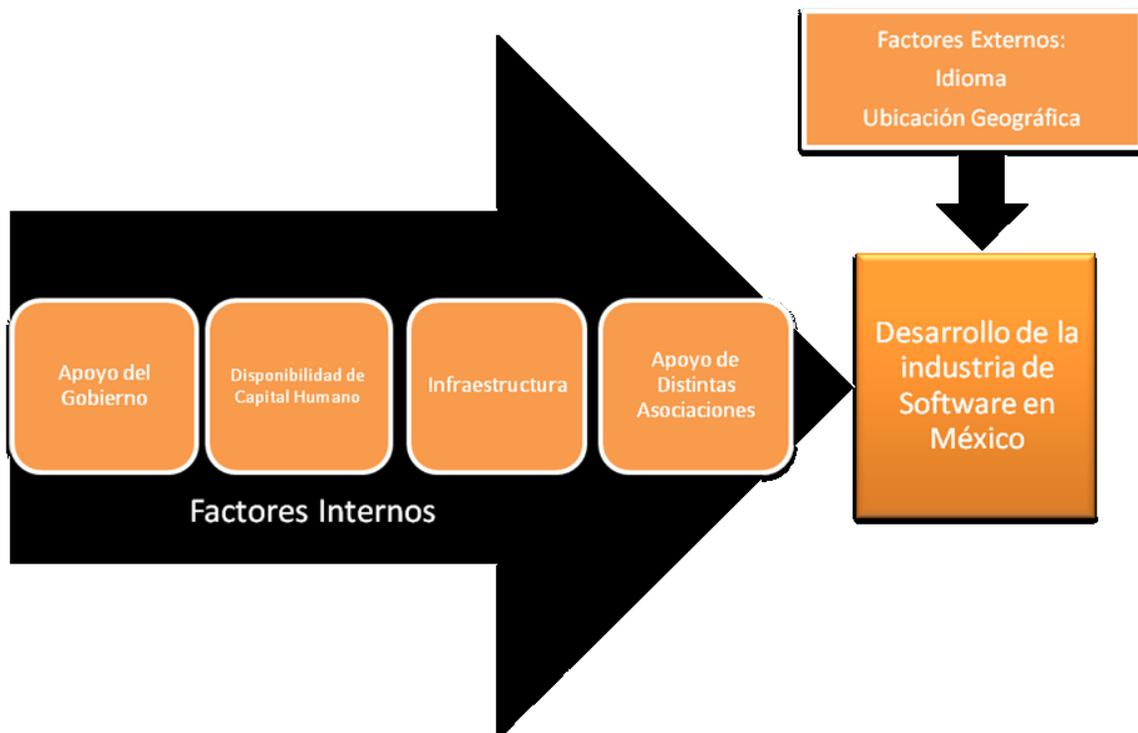 Factores Externos:
Idioma
Ubicación Geográfica
Apoyo del
Gobierno
Disponibilidad de
Capital Humano
Infraestructura
Apoyo de
Distintas
Asociaciones
Desarrollo de la
industria de
Software en
México
Factores Internos